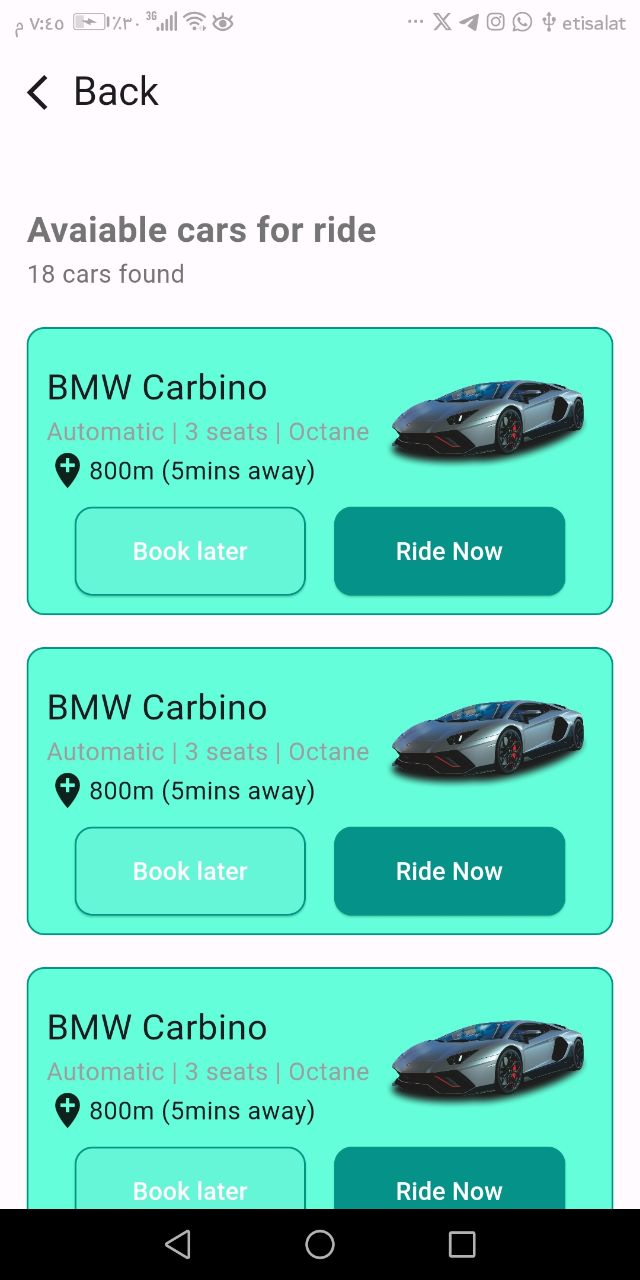 م ٧:٤٥ ٪٣٠ 3G ... etisalat
Back
Avaiable cars for ride
18 cars found
BMW Carbino
Automatic | 3 seats | Octane
800m (5mins away)
Book later Ride Now
BMW Carbino
Automatic | 3 seats | Octane
800m (5mins away)
Book later Ride Now
BMW Carbino
Automatic | 3 seats | Octane
800m (5mins away)
Book later Ride Now